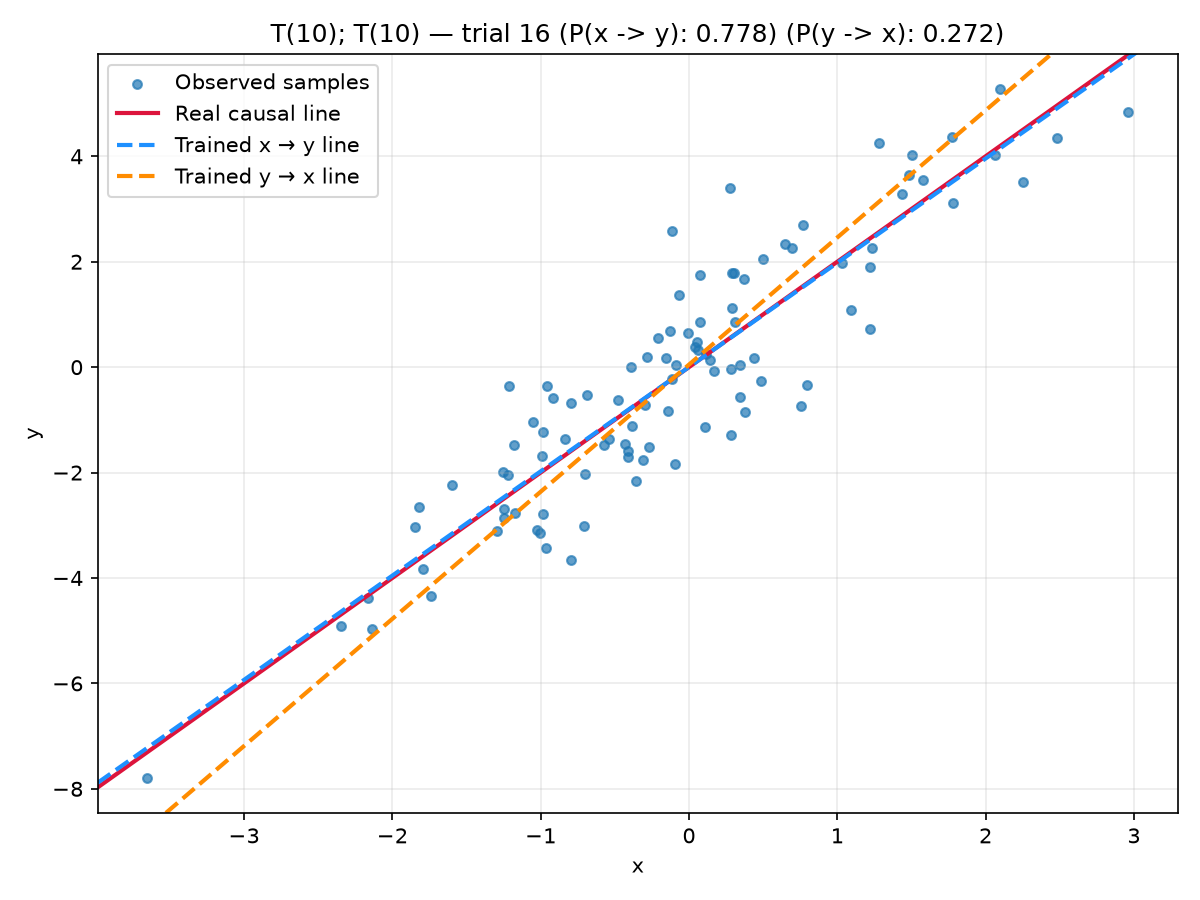 T(10); T(10) — trial 16 (P(x -> y): 0.778) (P(y -> x): 0.272)
Observed samples
Real causal line
Trained x → y line
Trained y → x line
4
2
0
−2
−4
−6
−8
y
−3
−2
−1
0
1
2
3
x